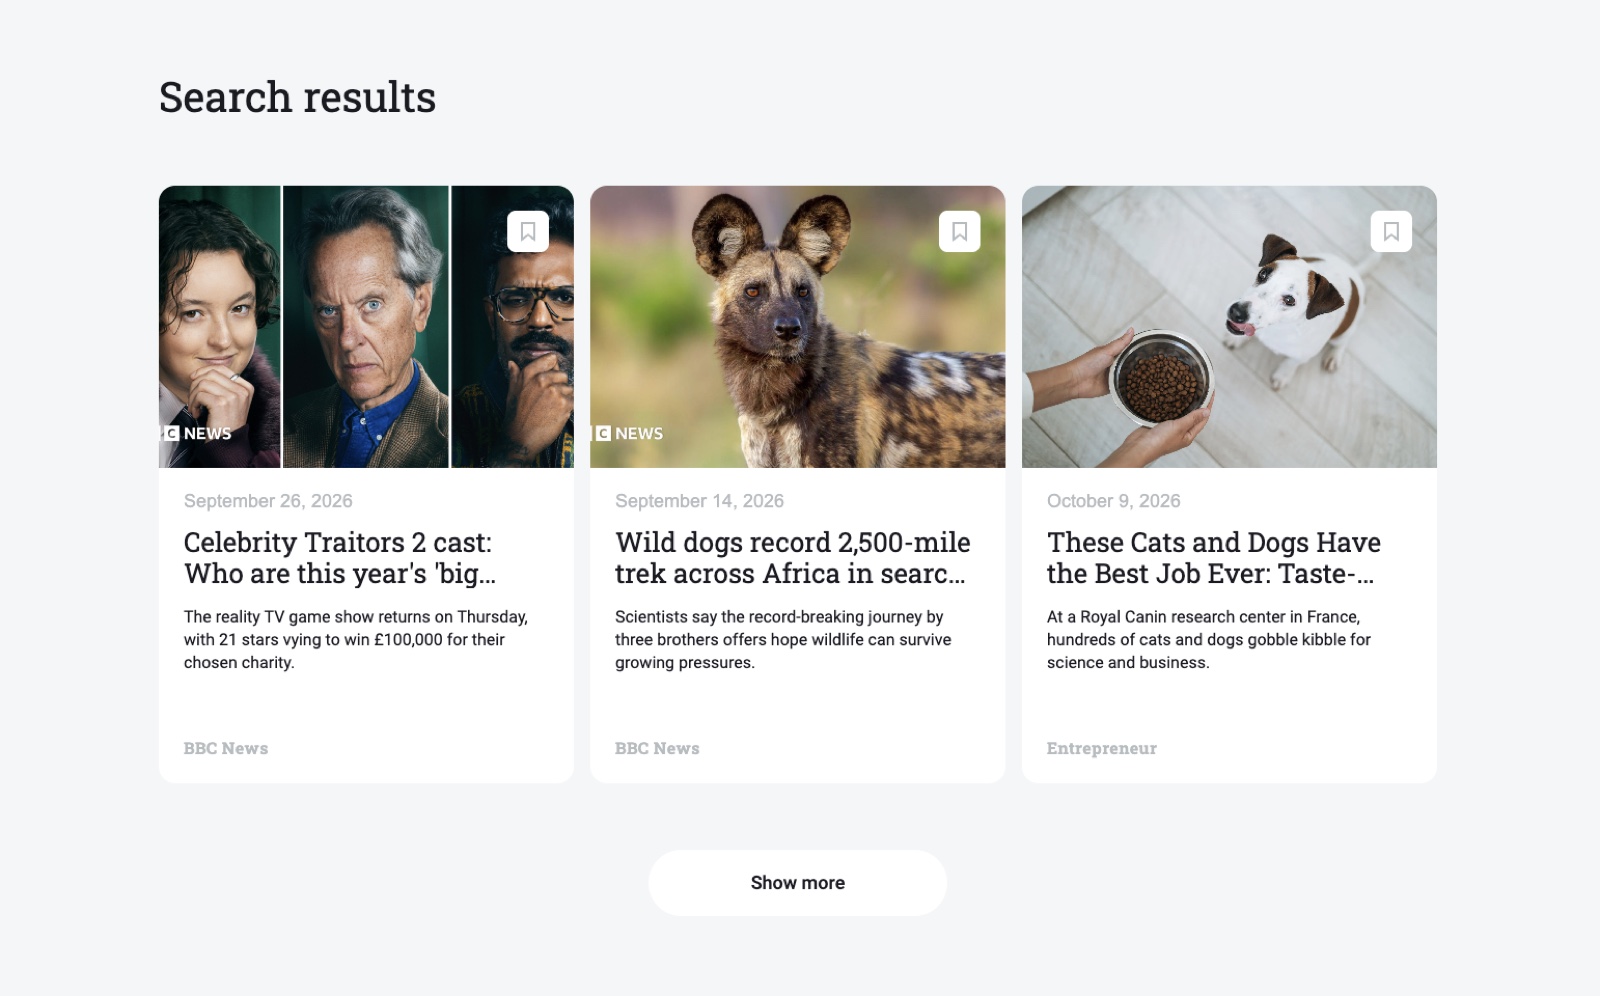 Search results
C NEWS
C NEWS
September 26, 2026
Celebrity Traitors 2 cast:
Who are this year's 'big...
The reality TV game show returns on Thursday,
with 21 stars vying to win £100,000 for their
chosen charity.
BBC News
September 14, 2026
Wild dogs record 2,500-mile
trek across Africa in searc...
Scientists say the record-breaking journey by
three brothers offers hope wildlife can survive
growing pressures.
BBC News
October 9, 2026
These Cats and Dogs Have
the Best Job Ever: Taste-...
At a Royal Canin research center in France,
hundreds of cats and dogs gobble kibble for
science and business.
Entrepreneur
Show more